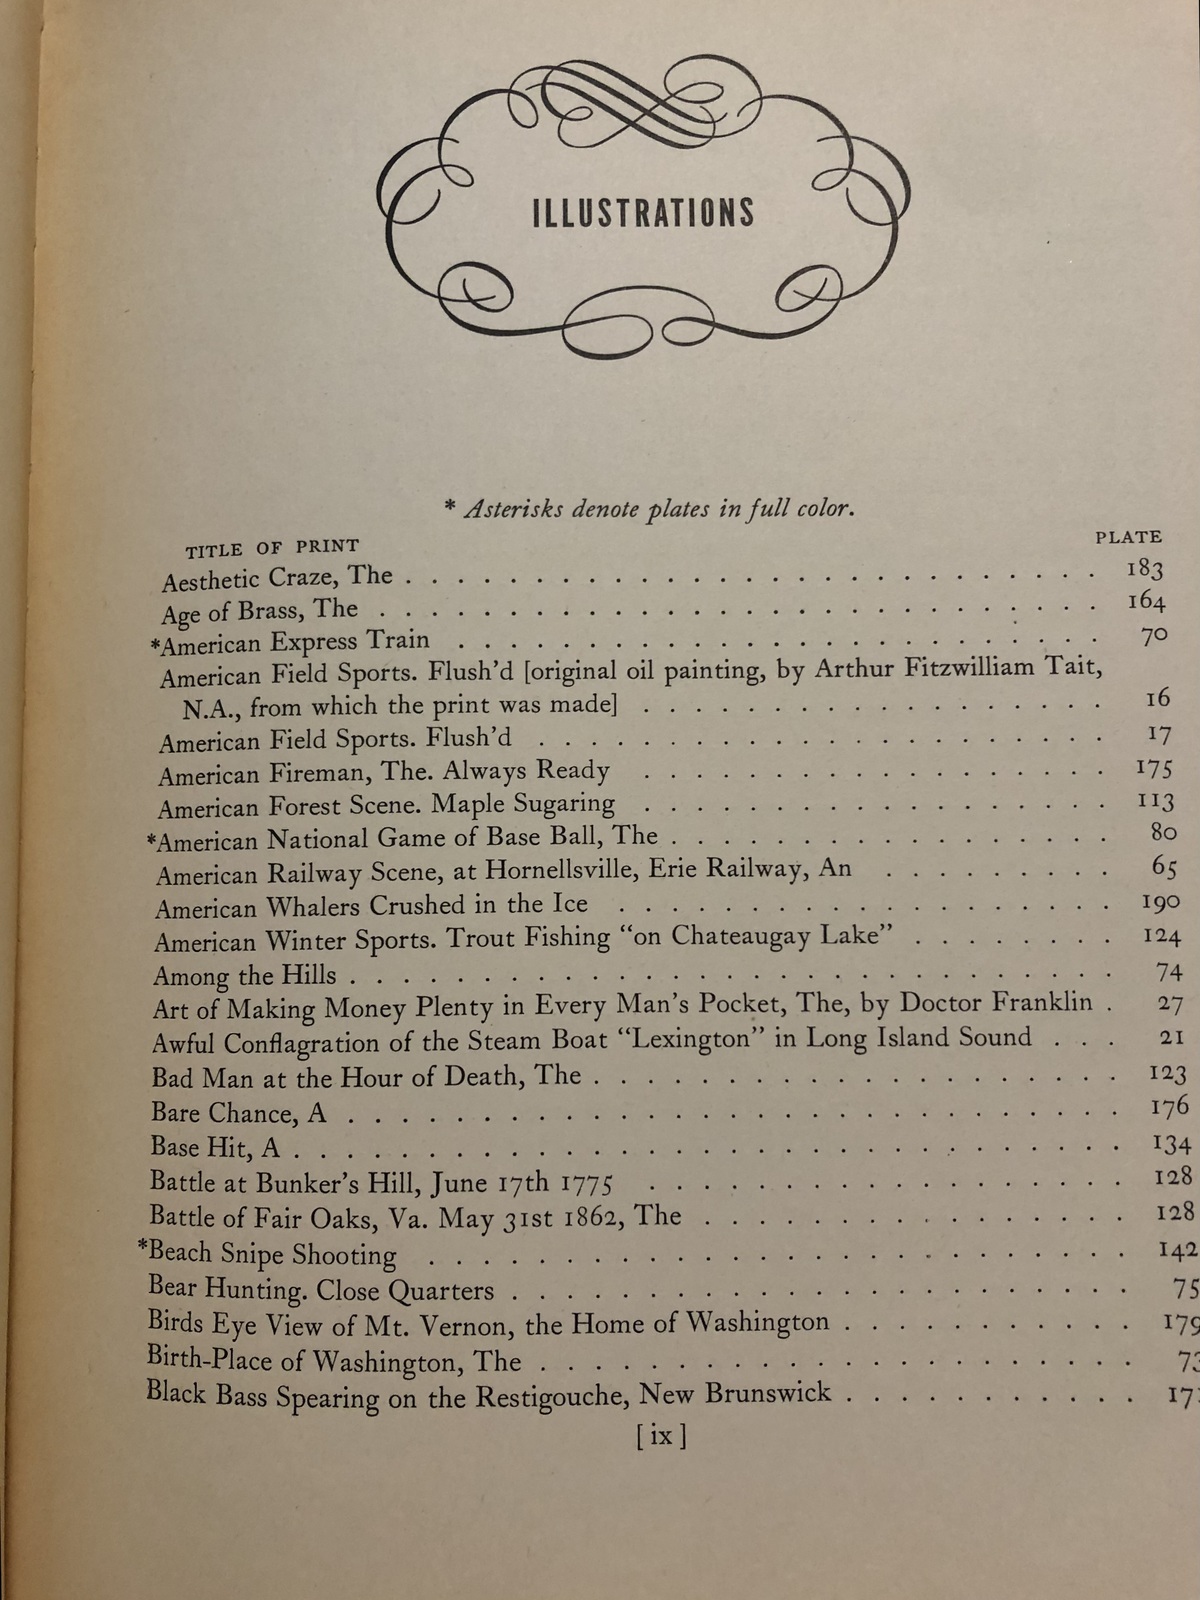 ILLUSTRATIONS
* Asterisks denote plates in full color.
TITLE OF PRINT PLATE
Aesthetic Craze, The . . . . . . . . . . . . . . . . . . . . . . . . . . . 183
Age of Brass, The . . . . . . . . . . . . . . . . . . . . . . . . . . . 164
*American Express Train . . . . . . . . . . . . . . . . . . . . . . . . 70
American Field Sports. Flush'd [original oil painting, by Arthur Fitzwilliam Tait,
N.A., from which the print was made] . . . . . . . . . . . . . . . . . . 16
American Field Sports. Flush'd . . . . . . . . . . . . . . . . . . . . . . 17
American Fireman, The. Always Ready . . . . . . . . . . . . . . . . . . 175
American Forest Scene. Maple Sugaring . . . . . . . . . . . . . . . . . . 113
*American National Game of Base Ball, The . . . . . . . . . . . . . . . . . 80
American Railway Scene, at Hornellsville, Erie Railway, An . . . . . . . . . 65
American Whalers Crushed in the Ice . . . . . . . . . . . . . . . . . . . 190
American Winter Sports. Trout Fishing “on Chateaugay Lake” . . . . . . . . 124
Among the Hills . . . . . . . . . . . . . . . . . . . . . . . . . . . . . 74
Art of Making Money Plenty in Every Man's Pocket, The, by Doctor Franklin . 27
Awful Conflagration of the Steam Boat “Lexington” in Long Island Sound . . . 21
Bad Man at the Hour of Death, The . . . . . . . . . . . . . . . . . . . . 123
Bare Chance, A . . . . . . . . . . . . . . . . . . . . . . . . . . . . . 176
Base Hit, A . . . . . . . . . . . . . . . . . . . . . . . . . . . . . . . 134
Battle at Bunker's Hill, June 17th 1775 . . . . . . . . . . . . . . . . . . 128
Battle of Fair Oaks, Va. May 31st 1862, The . . . . . . . . . . . . . . . . 128
*Beach Snipe Shooting . . . . . . . . . . . . . . . . . . . . . . . . . . 142
Bear Hunting. Close Quarters . . . . . . . . . . . . . . . . . . . . . . . 75
Birds Eye View of Mt. Vernon, the Home of Washington . . . . . . . . . . . 179
Birth-Place of Washington, The . . . . . . . . . . . . . . . . . . . . . . 73
Black Bass Spearing on the Restigouche, New Brunswick . . . . . . . . . . .
[ ix ]